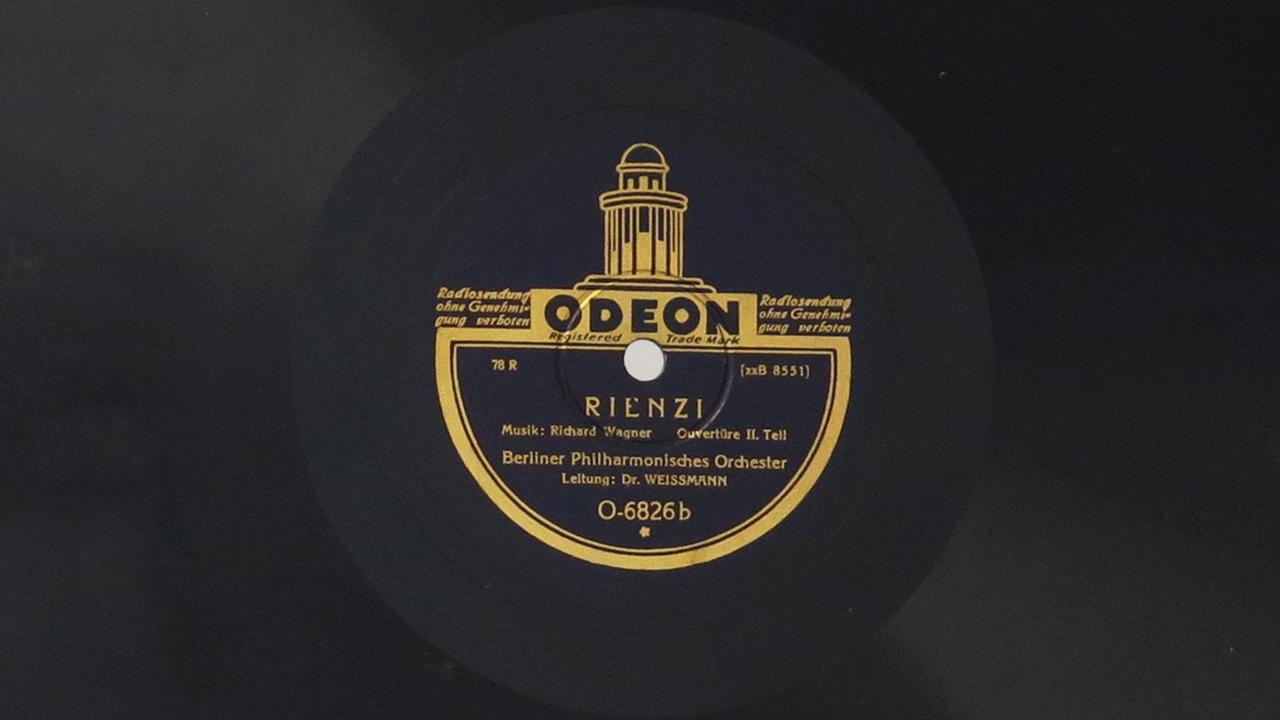 Radiosendung
ohne Genehmi-
gung verboten
ODEON
Registered Trade Mark
Radiosendung
ohne Genehmi-
gung verboten
78 R
(xxB 8551)
RIENZI
Musik: Richard Wagner Ouvertüre II. Teil
Berliner Philharmonisches Orchester
Leitung: Dr. WEISSMANN
O-6826b